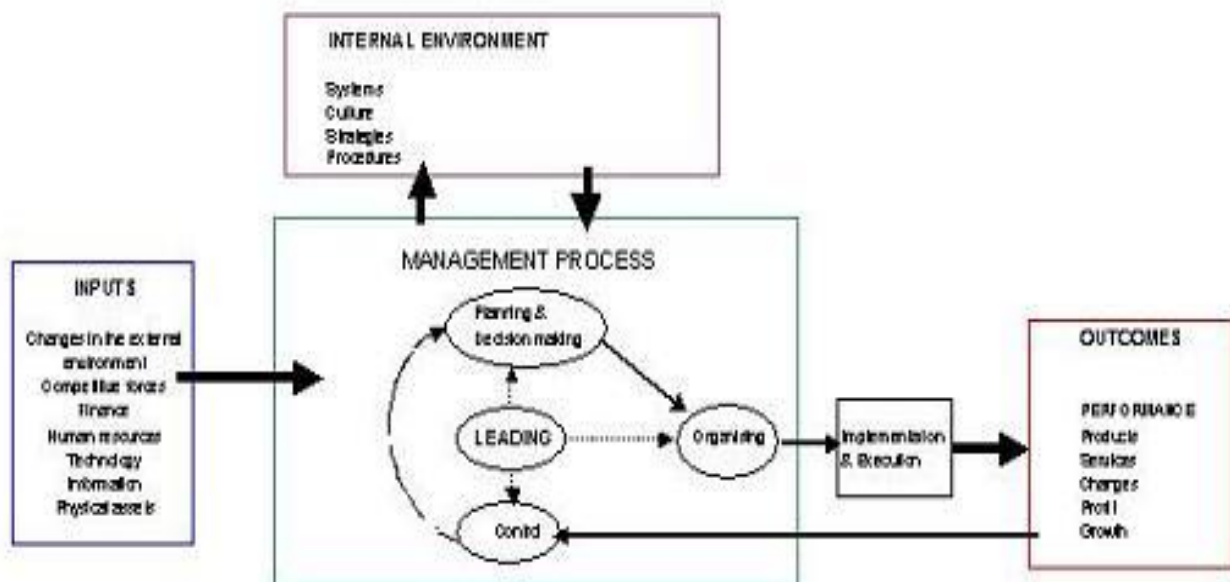 INTERNAL ENVIRONMENT
Systems
Culture
Strategies
Procedures
MANAGEMENT PROCESS
INPUTS
Changes in the external
environment
Competitive forces
Finance
Human resources
Technology
Information
Physical assets
Planning &
Decision making
LEADING
Organising
Control
Implementation
& Execution
OUTCOMES
PERFORMANCE
Products
Services
Changes
Profit
Growth